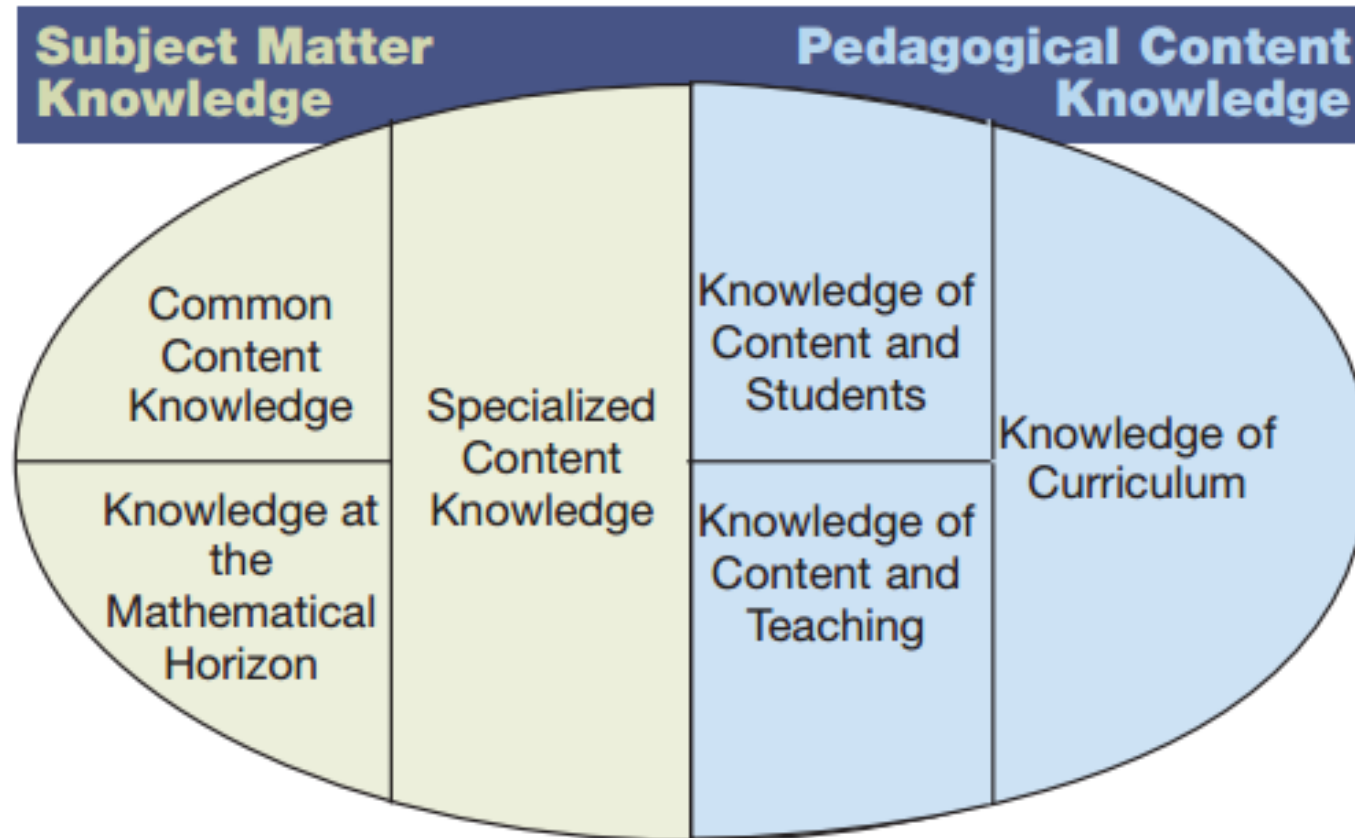 Subject Matter
Knowledge
Pedagogical Content
Knowledge
Common
Content
Knowledge
Knowledge at
the
Mathematical
Horizon
Specialized
Content
Knowledge
Knowledge of
Content and
Students
Knowledge of
Content and
Teaching
Knowledge of
Curriculum